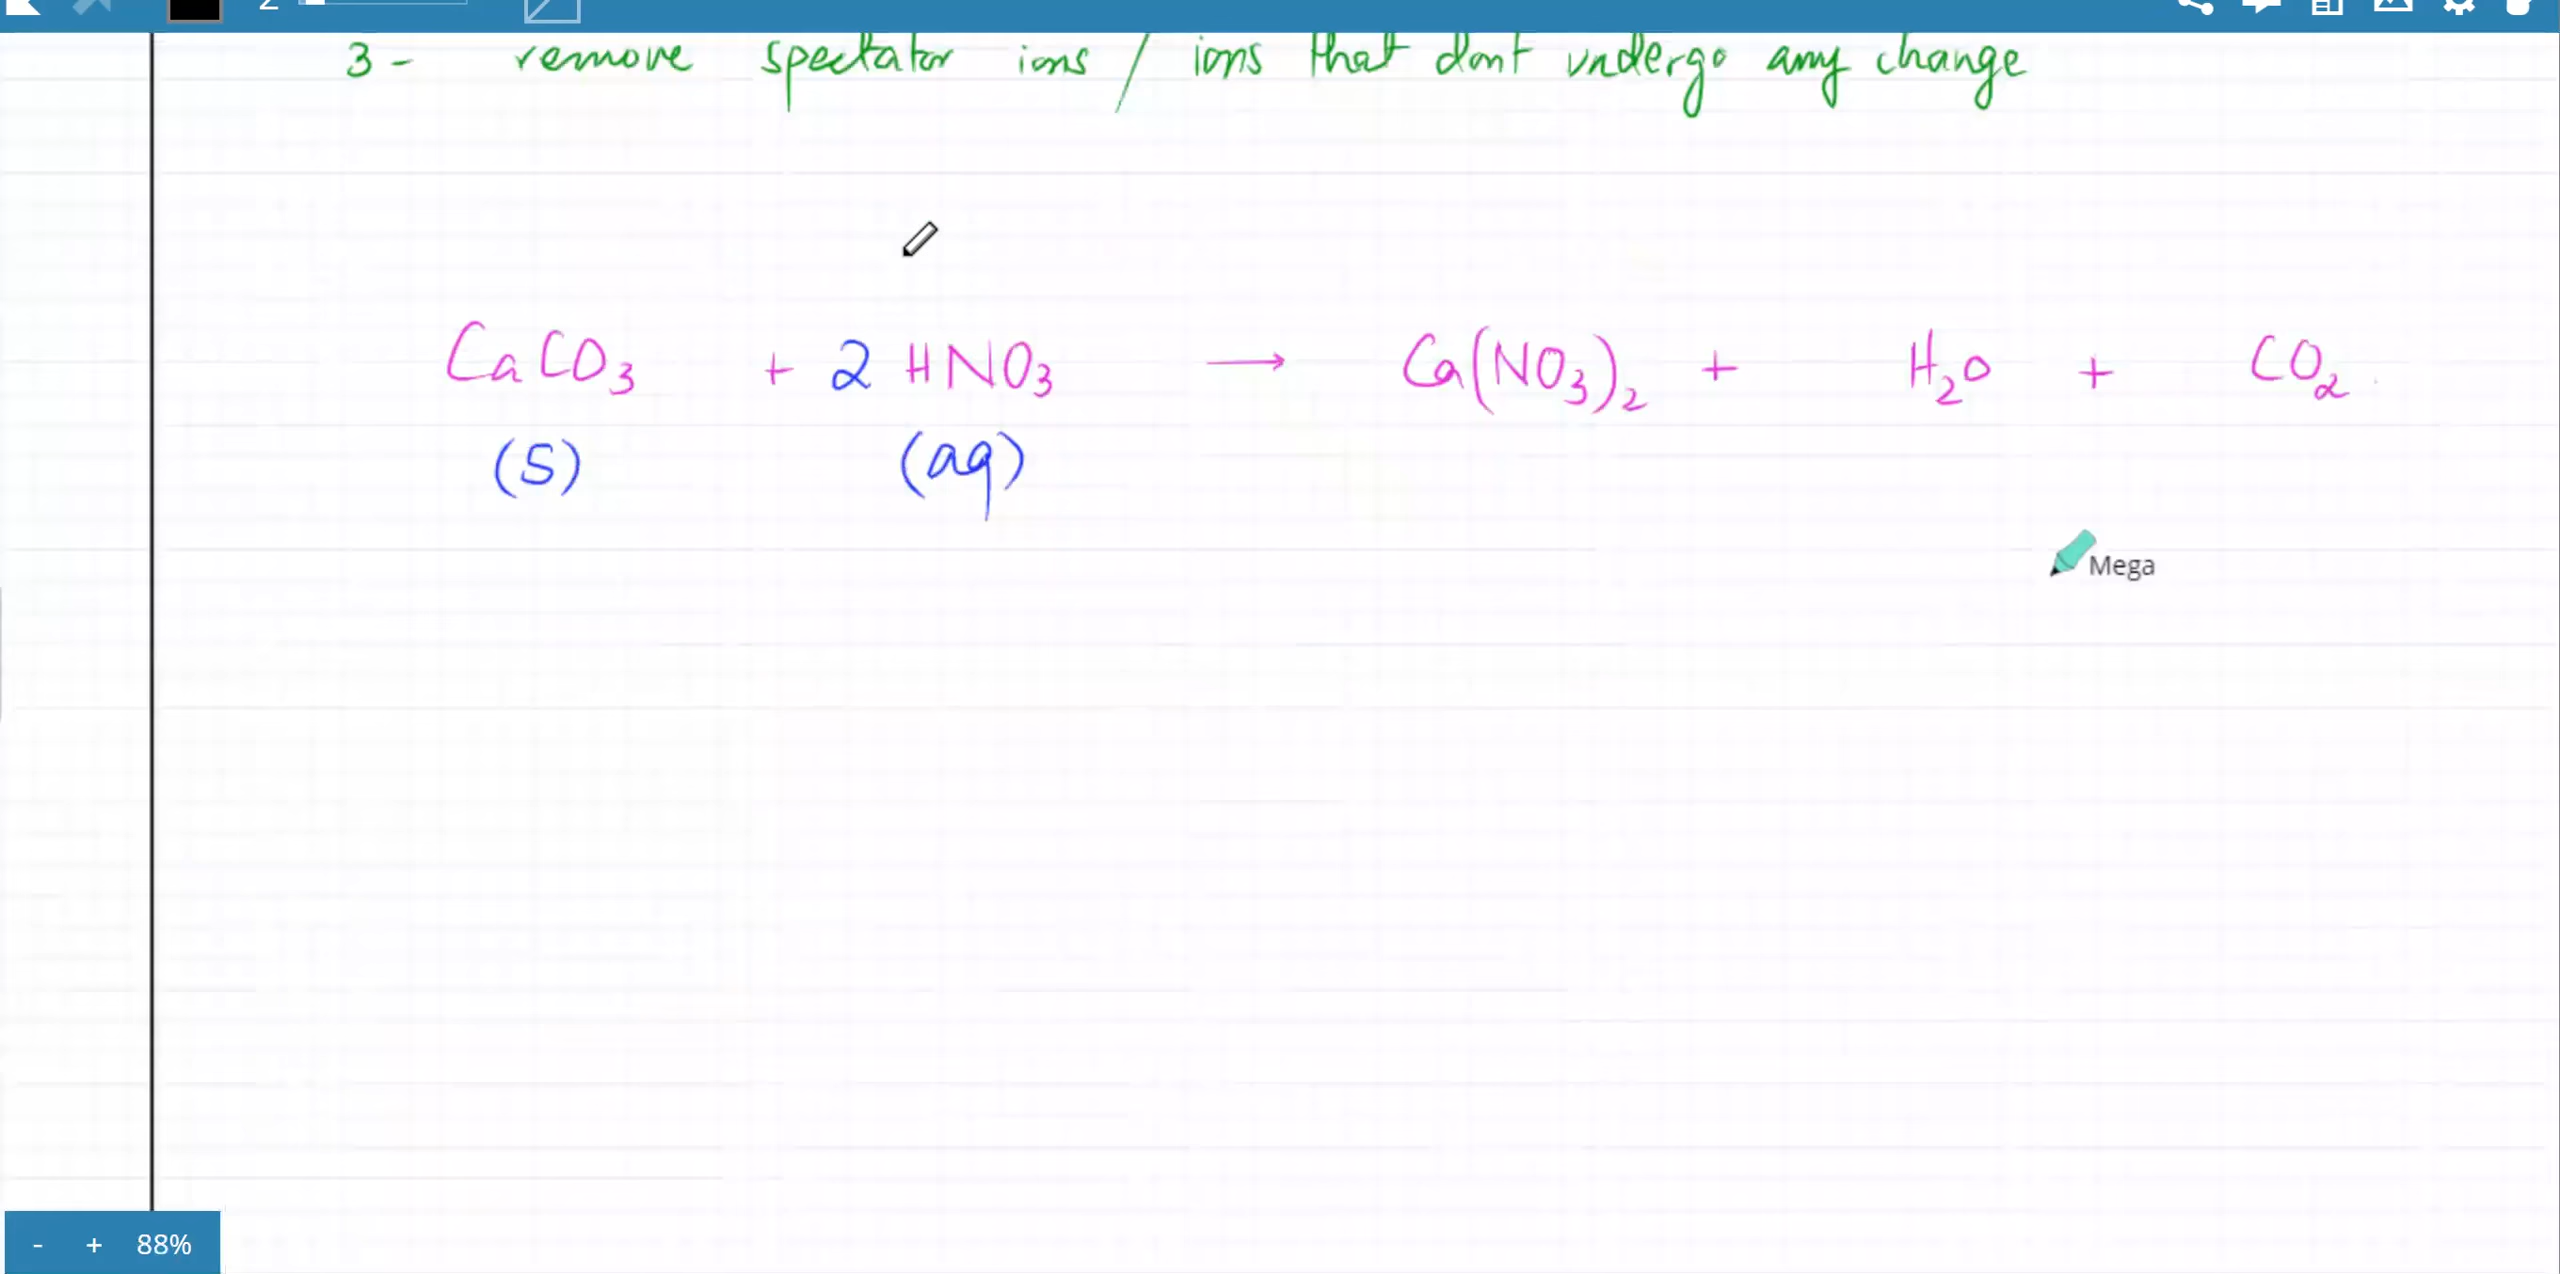 2
3 - remove spectator ions / ions that dont undergo any change
CaCO₃ + 2 HNO₃ → Ca(NO₃)₂ + H₂O + CO₂
(S) (aq)
Mega
- + 88%